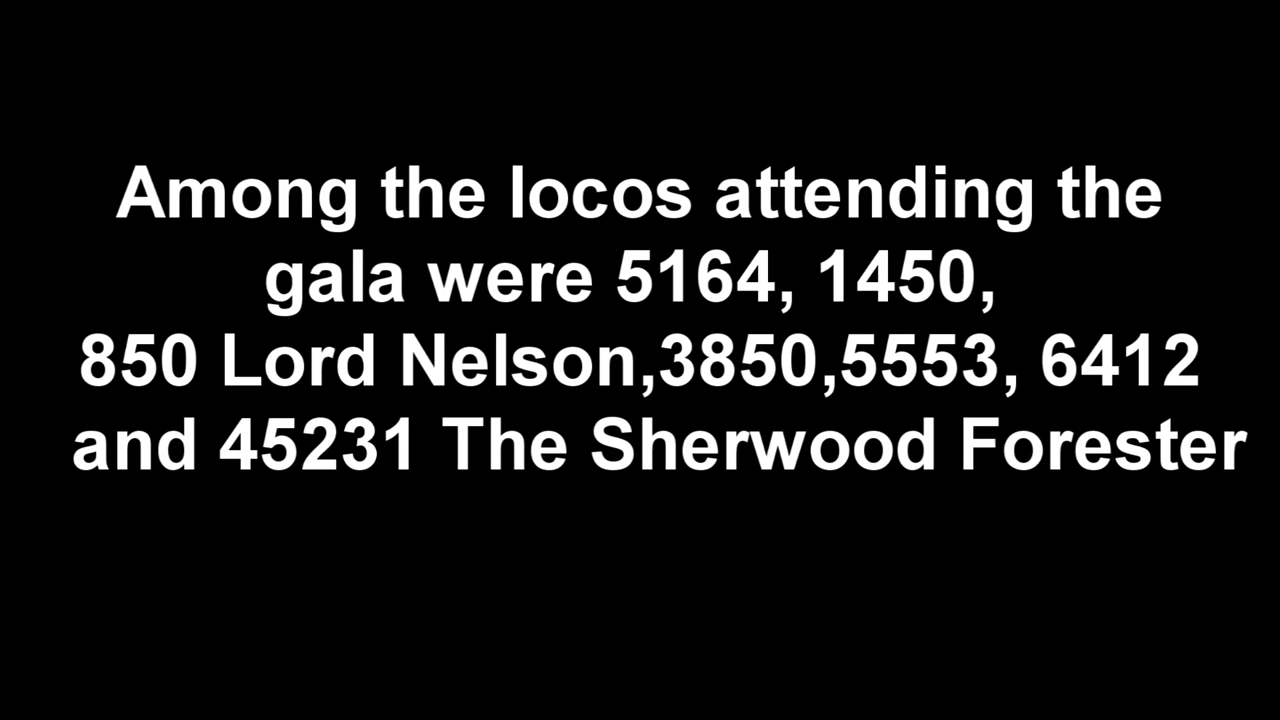 Among the locos attending the
gala were 5164, 1450,
850 Lord Nelson,3850,5553, 6412
and 45231 The Sherwood Forester